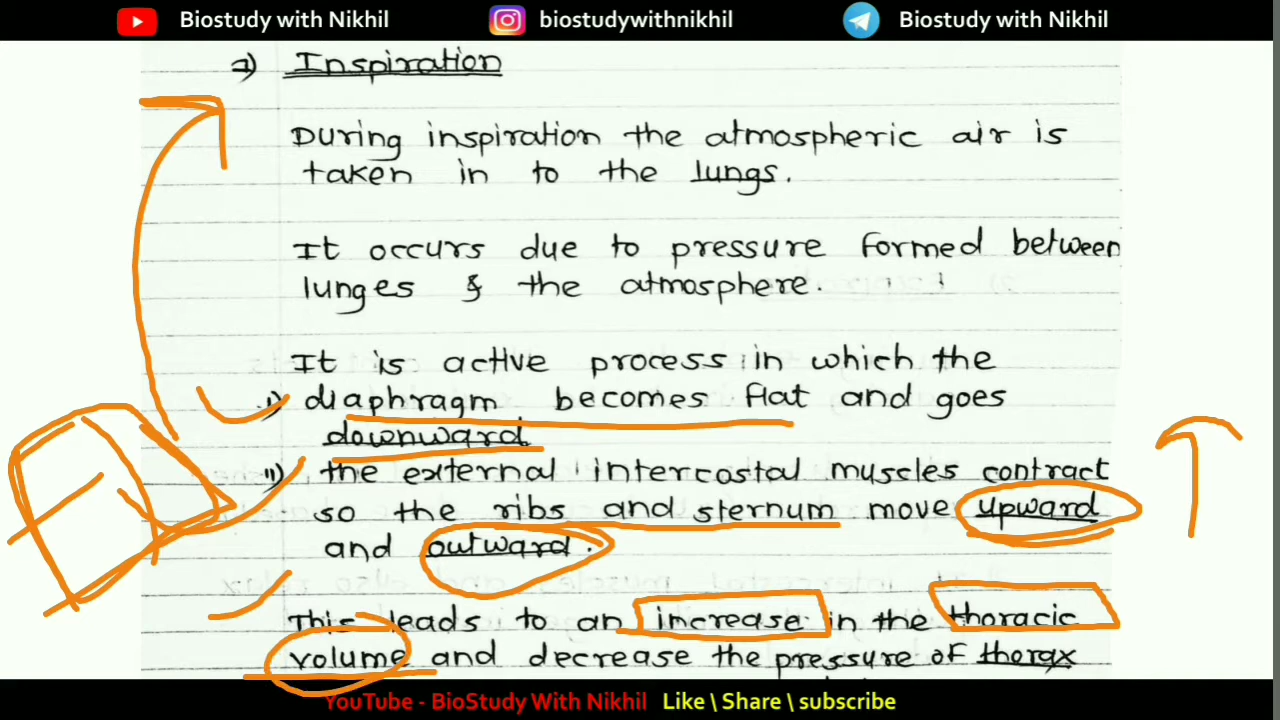 Biostudy with Nikhil biostudywithnikhil Biostudy with Nikhil
1) Inspiration
During inspiration the atmospheric air is
taken in to the lungs.
It occurs due to pressure formed between
lunges & the atmosphere.
It is active process in which the
i) diaphragm becomes flat and goes
downward
ii) the external intercostal muscles contract
so the ribs and sternum move upward
and outward.
This leads to an increase in the thoracic
volume and decrease the pressure of thorax
YouTube - BioStudy With Nikhil Like \ Share \ subscribe